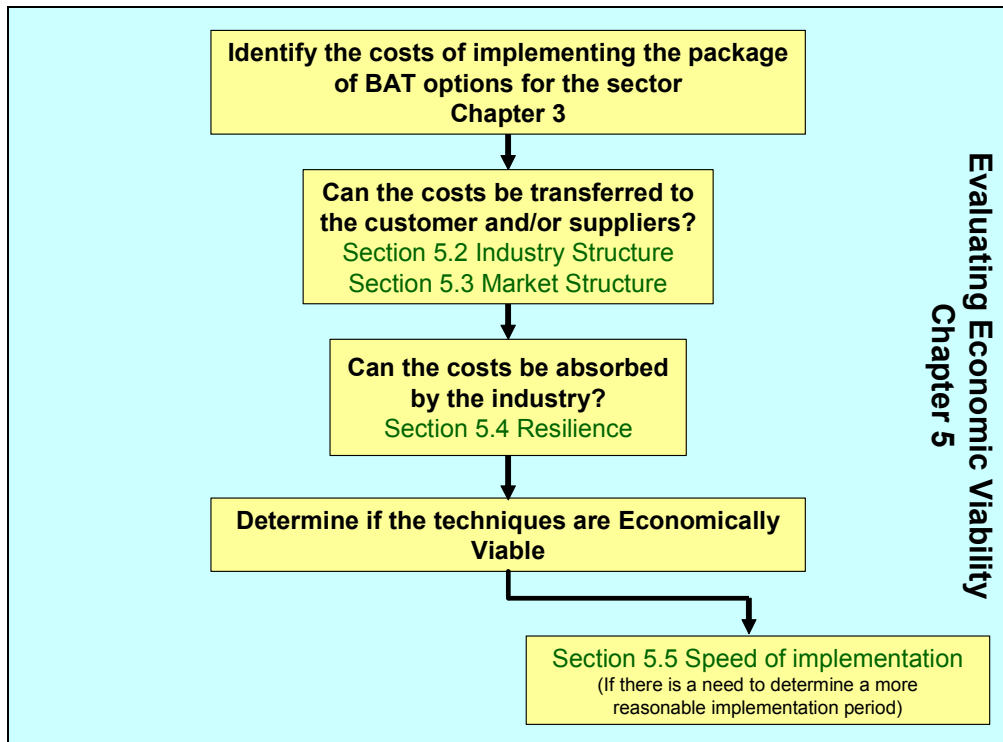 Identify the costs of implementing the package
of BAT options for the sector
Chapter 3
Can the costs be transferred to
the customer and/or suppliers?
Section 5.2 Industry Structure
Section 5.3 Market Structure
Can the costs be absorbed
by the industry?
Section 5.4 Resilience
Determine if the techniques are Economically
Viable
Section 5.5 Speed of implementation
(If there is a need to determine a more
reasonable implementation period)
Evaluating Economic Viability
Chapter 5